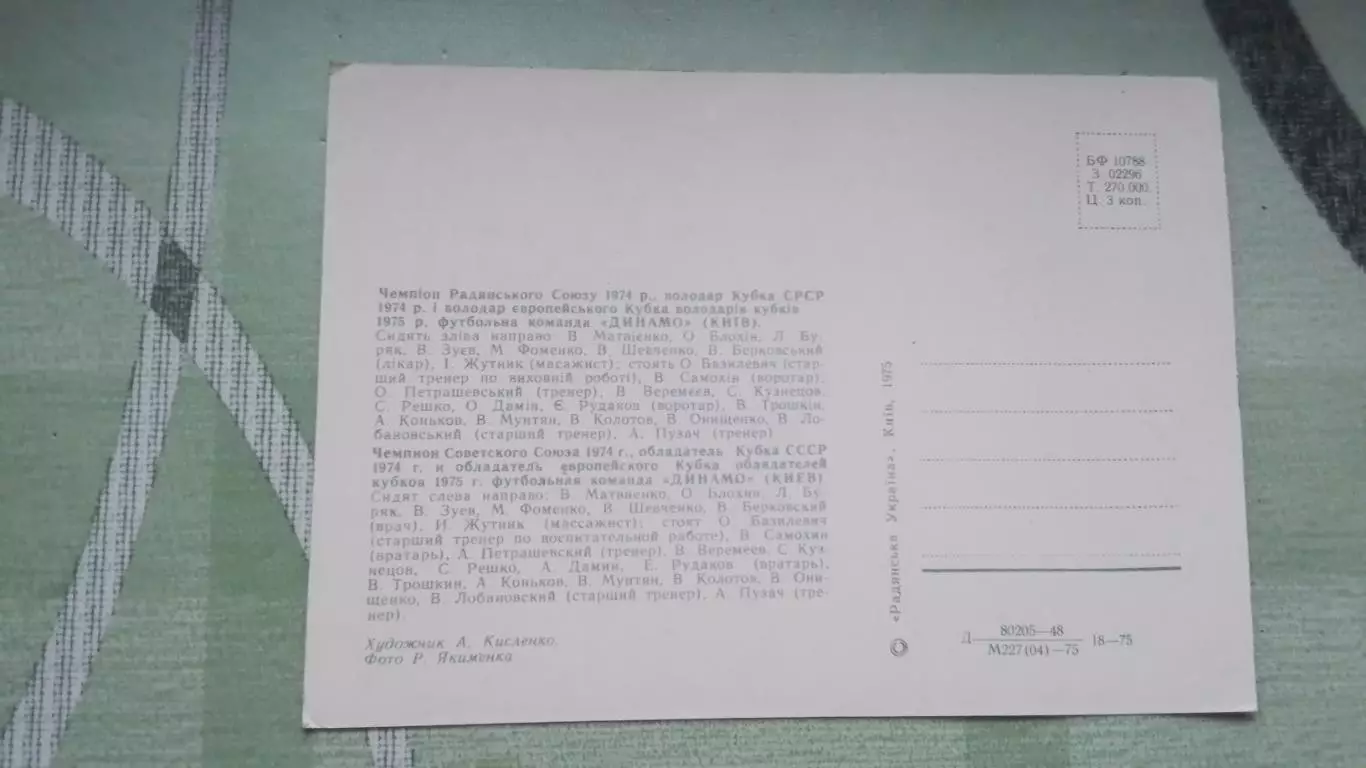 БФ 10788
З 02296
Т. 270 000.
Ц. 3 коп.
Чемпіон Радянського Союзу 1974 р., володар Кубка СРСР
1974 р. і володар європейського Кубка володарів кубків
1975 р. футбольна команда «ДИНАМО» (КИЇВ).
Сидять зліва направо: В. Матвієнко, О. Блохін, Л. Бу-
ряк, В. Зуєв, М. Фоменко, В. Шевченко, В. Берковський
(лікар), І. Жутник (масажист); стоять О. Базилевич (стар-
ший тренер по виховній роботі), В. Самохін (воротар),
О. Петрашевський (тренер), В. Веремєєв, С. Кузнецов,
С. Решко, О. Дамін, Є. Рудаков (воротар), В. Трошкін,
А. Коньков, В. Мунтян, В. Колотов, В. Онищенко, В. Ло-
бановський (старший тренер), А. Пузач (тренер)
Чемпион Советского Союза 1974 г., обладатель Кубка СССР
1974 г. и обладатель европейского Кубка обладателей
кубков 1975 г. футбольная команда «ДИНАМО» (КИЕВ)
Сидят слева направо: В. Матвиенко, О. Блохин, Л. Бу-
ряк, В. Зуев, М. Фоменко, В. Шевченко, В. Берковский
(врач), И. Жутник (массажист); стоят О. Базилевич
(старший тренер по воспитательной работе), В. Самохин
(вратарь), А. Петрашевский (тренер), В. Веремеев, С. Куз-
нецов, С. Решко, А. Дамин, Е. Рудаков (вратарь),
В. Трошкин, А. Коньков, В. Мунтян, В. Колотов, В. Они-
щенко, В. Лобановский (старший тренер), А. Пузач (тре-
нер)
Художник А. Кисленко.
Фото Р. Якименка
© «Радянська Україна». Київ, 1975
Д 80205—48
М227(04)—75 18—75